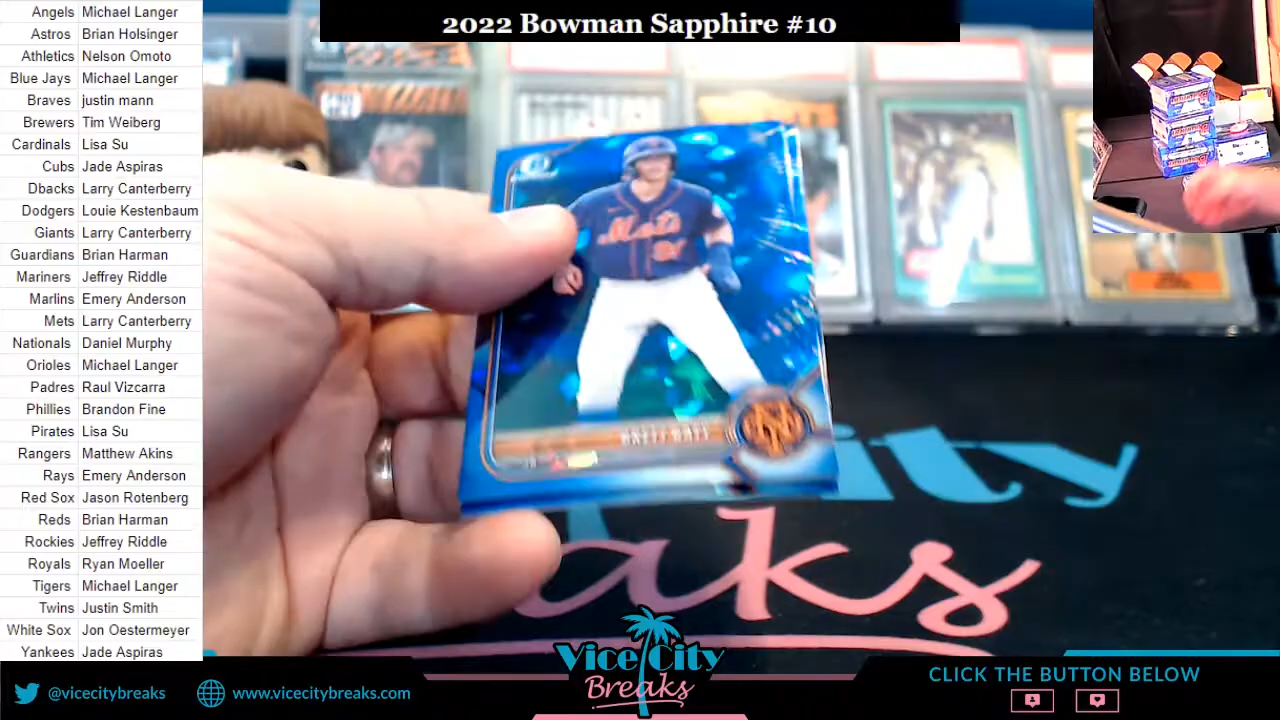 2022 Bowman Sapphire #10
Angels Michael Langer
Astros Brian Holsinger
Athletics Nelson Omoto
Blue Jays Michael Langer
Braves justin mann
Brewers Tim Weiberg
Cardinals Lisa Su
Cubs Jade Aspiras
Dbacks Larry Canterberry
Dodgers Louie Kestenbaum
Giants Larry Canterberry
Guardians Brian Harman
Mariners Jeffrey Riddle
Marlins Emery Anderson
Mets Larry Canterberry
Nationals Daniel Murphy
Orioles Michael Langer
Padres Raul Vizcarra
Phillies Brandon Fine
Pirates Lisa Su
Rangers Matthew Akins
Rays Emery Anderson
Red Sox Jason Rotenberg
Reds Brian Harman
Rockies Jeffrey Riddle
Royals Ryan Moeller
Tigers Michael Langer
Twins Justin Smith
White Sox Jon Oestermeyer
Yankees Jade Aspiras
Mets
Vice City
Breaks
@vicecitybreaks
www.vicecitybreaks.com
CLICK THE BUTTON BELOW